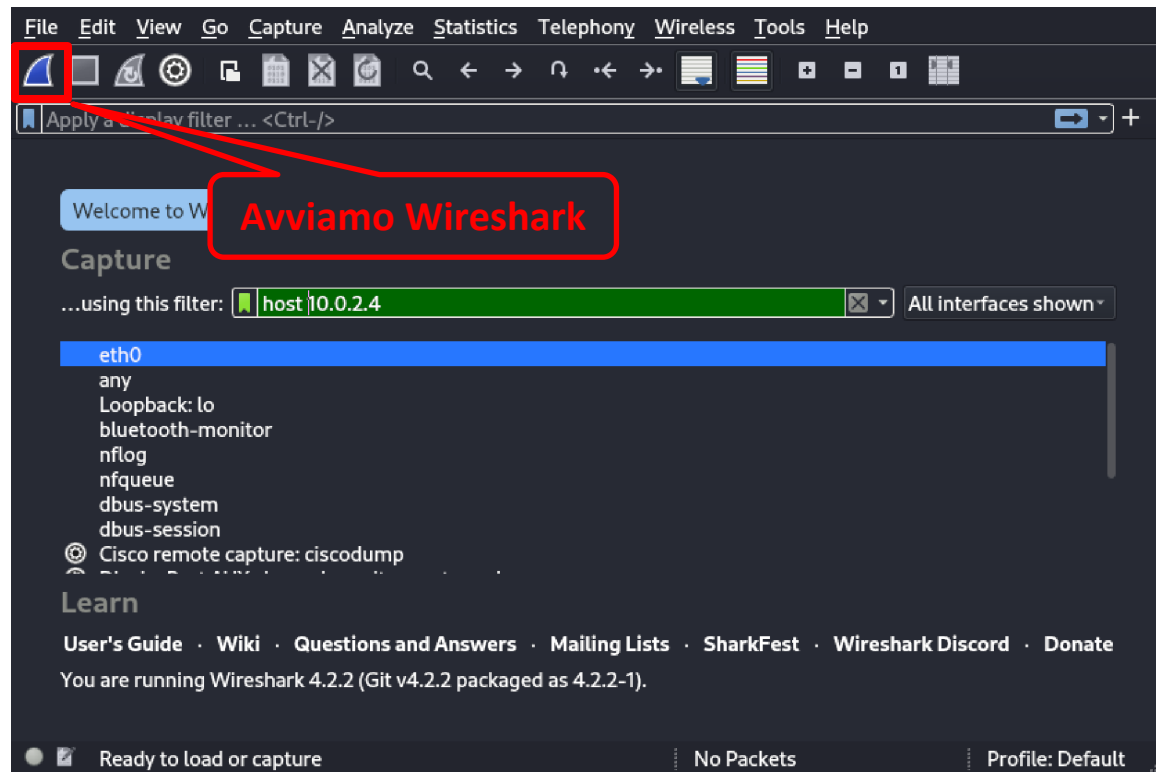 File Edit View Go Capture Analyze Statistics Telephony Wireless Tools Help
Apply a display filter … <Ctrl-/>
Welcome to W
Avviamo Wireshark
Capture
…using this filter: host 10.0.2.4 All interfaces shown
eth0
any
Loopback: lo
bluetooth-monitor
nflog
nfqueue
dbus-system
dbus-session
Cisco remote capture: ciscodump
Learn
User's Guide · Wiki · Questions and Answers · Mailing Lists · SharkFest · Wireshark Discord · Donate
You are running Wireshark 4.2.2 (Git v4.2.2 packaged as 4.2.2-1).
Ready to load or capture No Packets Profile: Default